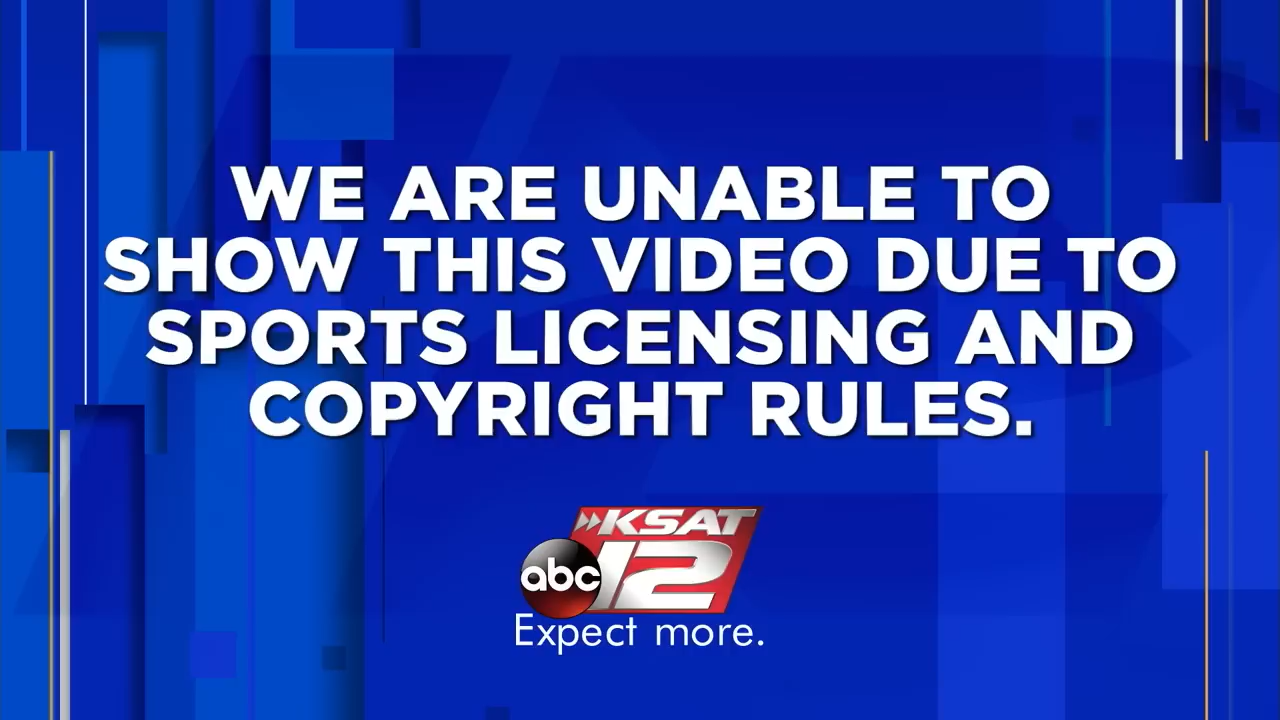 WE ARE UNABLE TO
SHOW THIS VIDEO DUE TO
SPORTS LICENSING AND
COPYRIGHT RULES.
KSAT
abc 12
Expect more.